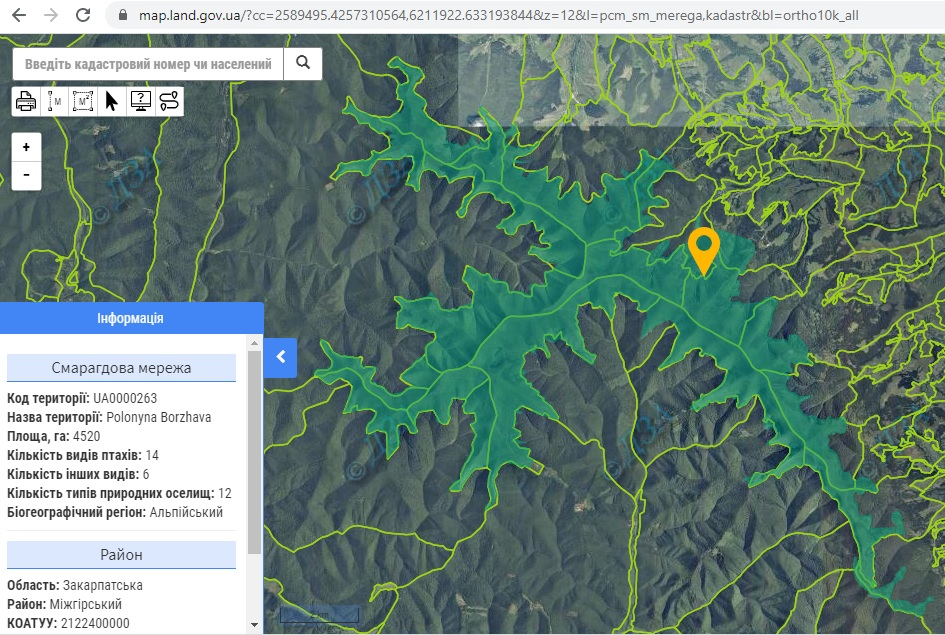 map.land.gov.ua/?cc=2589495.4257310564,6211922.633193844&z=12&l=pcm_sm_merega,kadastr&bl=ortho10k_all
Введіть кадастровий номер чи населений
M
M²
?
+
-
© ДЗК
Інформація
Смарагдова мережа
Код території: UA0000263
Назва території: Polonyna Borzhava
Площа, га: 4520
Кількість видів птахів: 14
Кількість інших видів: 6
Кількість типів природних оселищ: 12
Біогеографічний регіон: Альпійський
Район
Область: Закарпатська
Район: Міжгірський
КОАТУУ: 2122400000